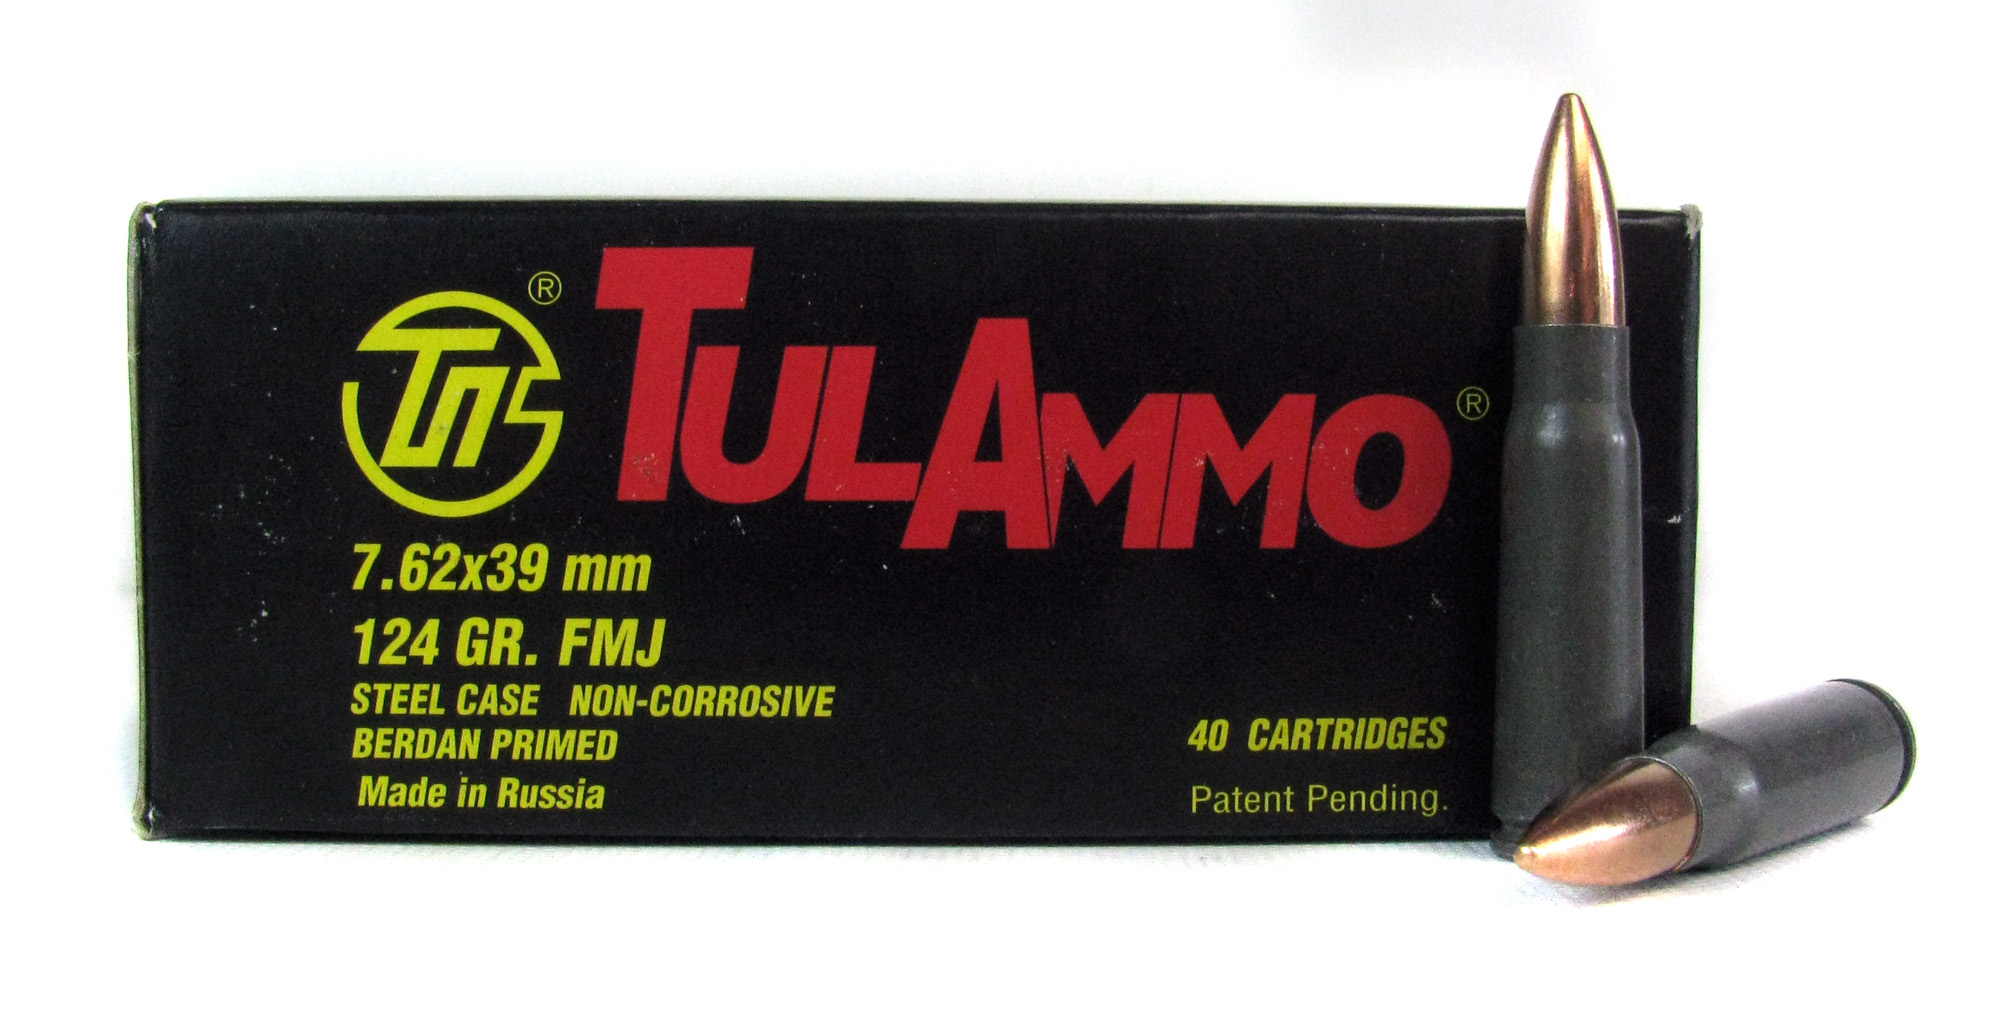 TPS®
TULAMMO®
7.62x39 mm
124 GR. FMJ
STEEL CASE NON-CORROSIVE
BERDAN PRIMED
Made in Russia
40 CARTRIDGES
Patent Pending.